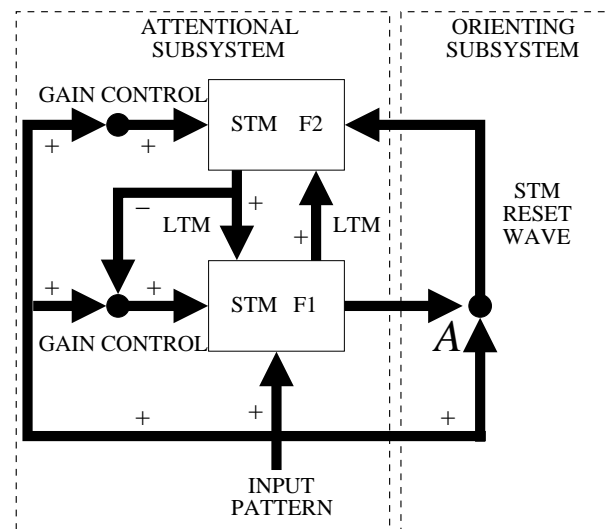 ATTENTIONAL
SUBSYSTEM
ORIENTING
SUBSYSTEM
GAIN CONTROL
+
+
STM F2
−
+
LTM
+
LTM
STM
RESET
WAVE
+
+
STM F1
GAIN CONTROL
A
+
+
+
INPUT
PATTERN